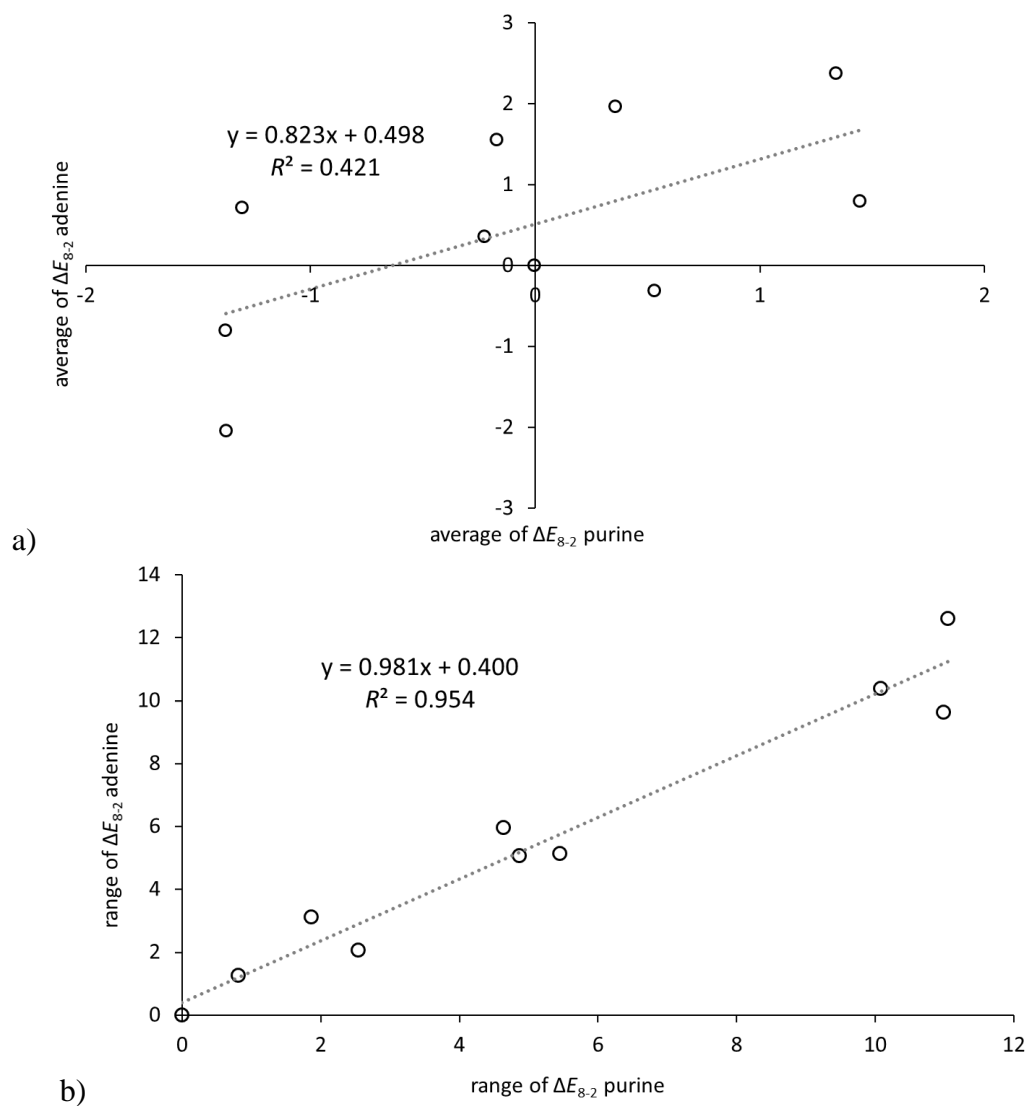 3
2
y = 0.823x + 0.498
R² = 0.421
1
0
-2
-1
0
1
2
-1
-2
-3
average of ΔE8-2 adenine
average of ΔE8-2 purine
a)
14
12
y = 0.981x + 0.400
R² = 0.954
10
8
6
4
2
0
0
2
4
6
8
10
12
range of ΔE8-2 adenine
range of ΔE8-2 purine
b)